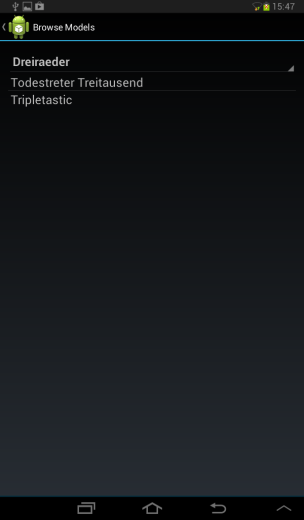 15:47
Browse Models
Dreiraeder
Todestreter Treitausend
Tripletastic